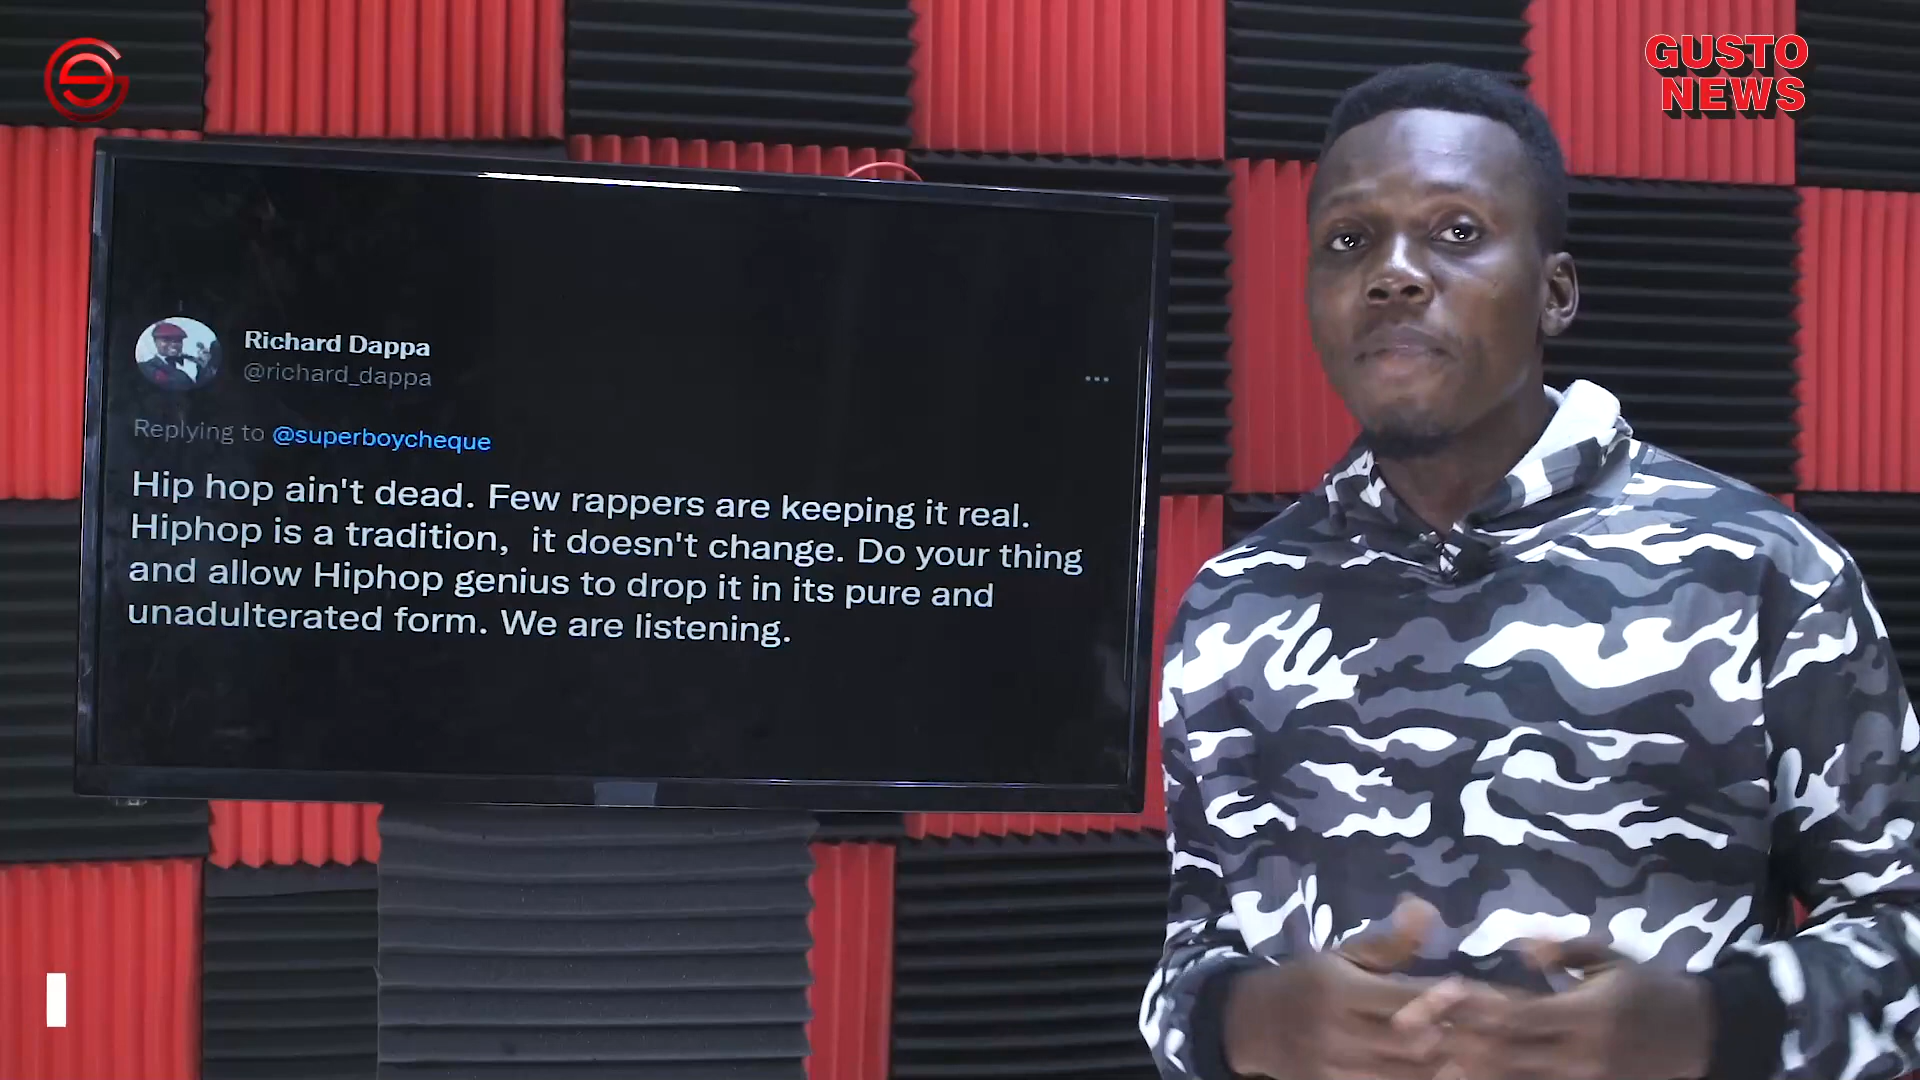 GUSTO
NEWS
Richard Dappa
@richard_dappa
...
Replying to @superboycheque
Hip hop ain't dead. Few rappers are keeping it real.
Hiphop is a tradition, it doesn't change. Do your thing
and allow Hiphop genius to drop it in its pure and
unadulterated form. We are listening.